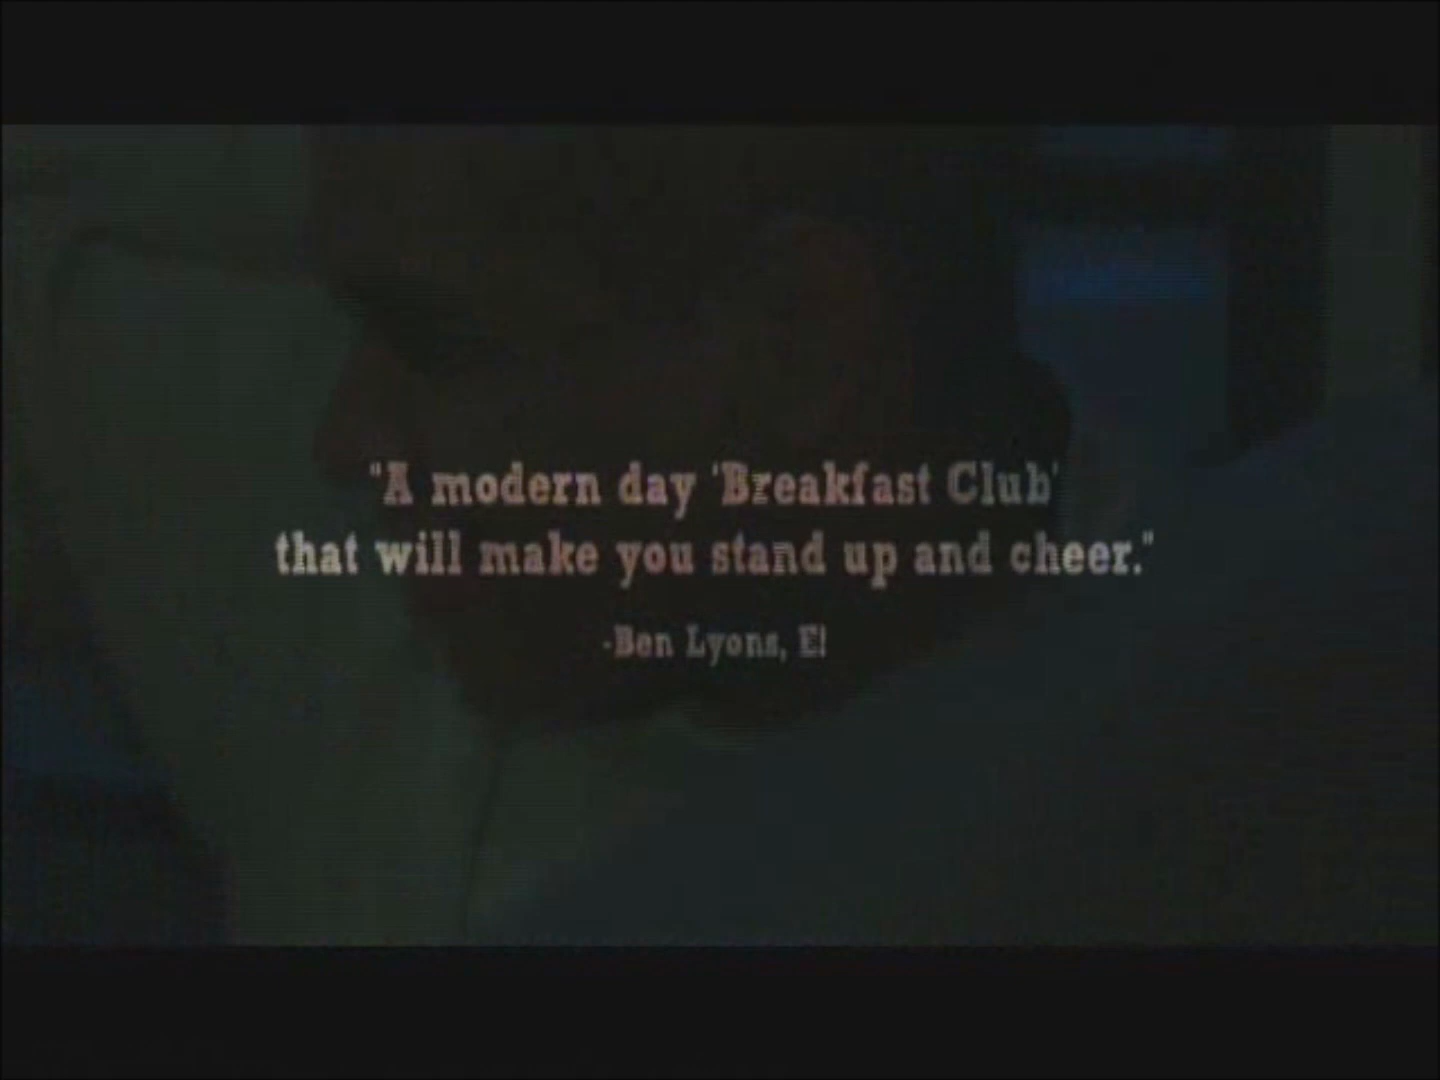 "A modern day 'Breakfast Club'
that will make you stand up and cheer."
-Ben Lyons, E!